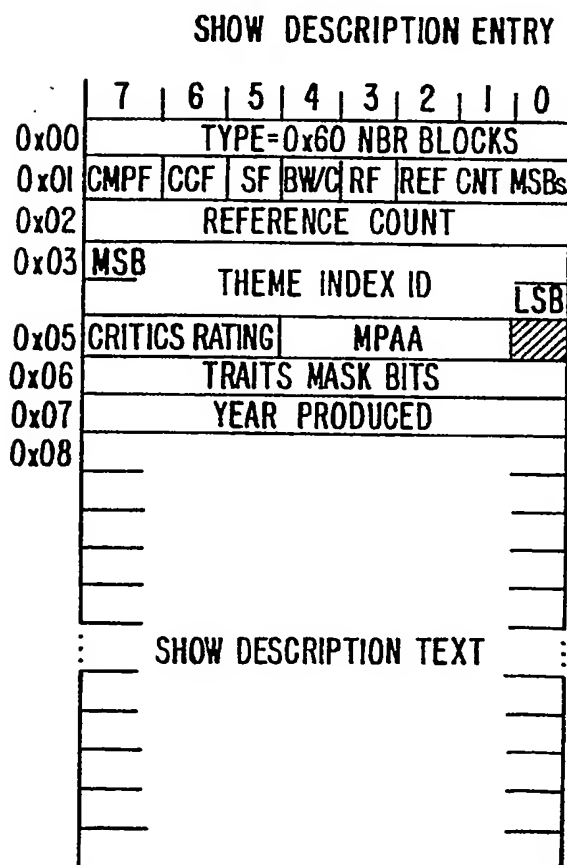 SHOW DESCRIPTION ENTRY
7 6 5 4 3 2 1 0
0x00 TYPE=0x60 NBR BLOCKS
0x01 CMPF CCF SF BW/C RF REF CNT MSBs
0x02 REFERENCE COUNT
0x03 MSB THEME INDEX ID LSB
0x05 CRITICS RATING MPAA
0x06 TRAITS MASK BITS
0x07 YEAR PRODUCED
0x08
SHOW DESCRIPTION TEXT